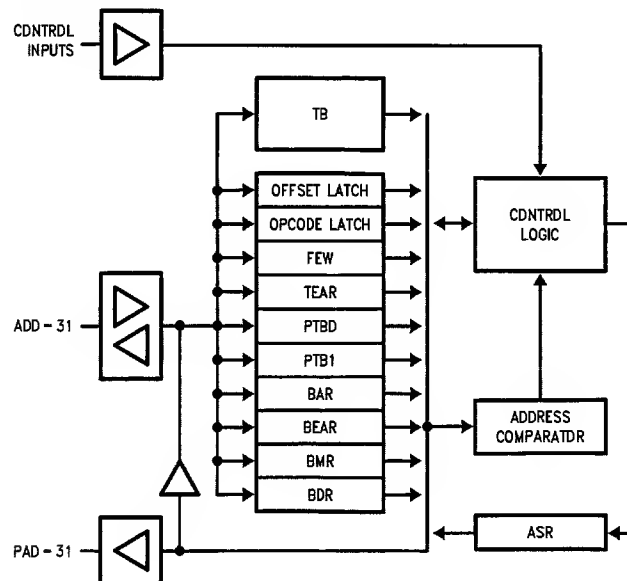 CDNTRDL
INPUTS
TB
OFFSET LATCH
OPCODE LATCH
FEW
TEAR
PTBD
PTB1
BAR
BEAR
BMR
BDR
CDNTRDL
LOGIC
ADD-31
ADDRESS
COMPARATDR
PAD-31
ASR